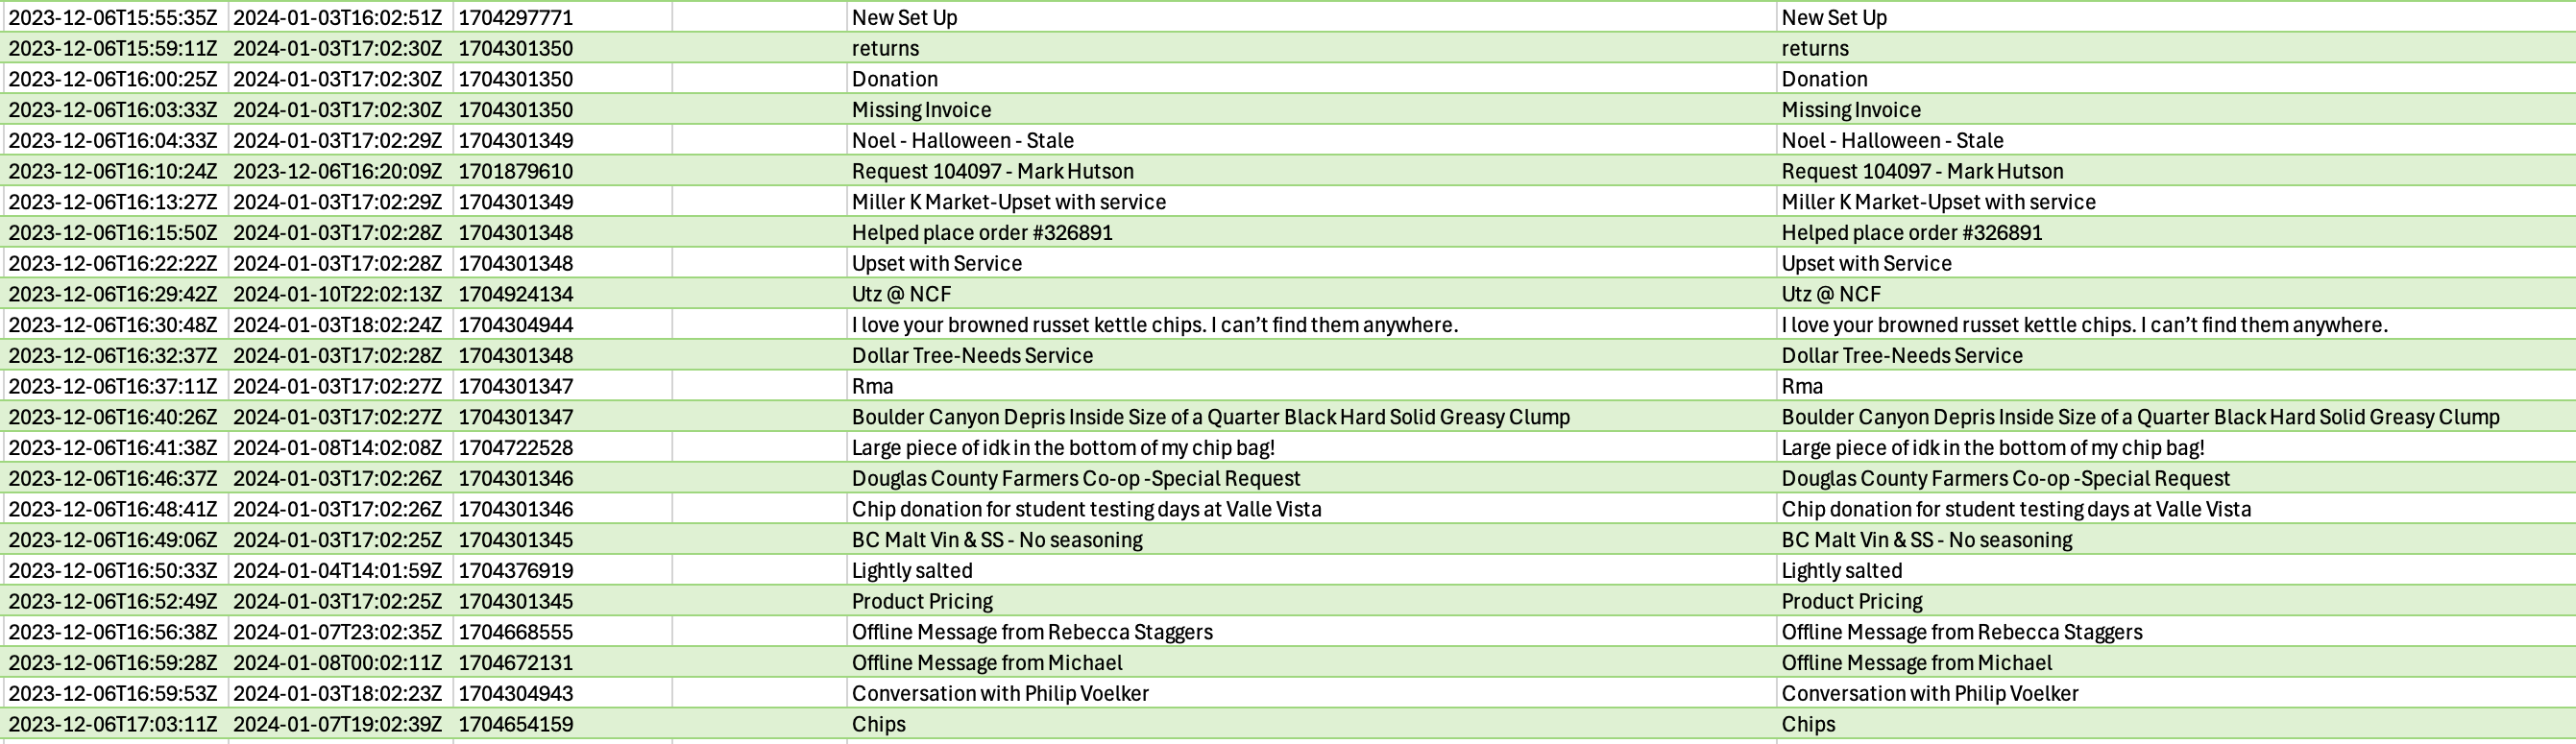 2023-12-06T15:55:35Z 2024-01-03T16:02:51Z 1704297771 New Set Up New Set Up
2023-12-06T15:59:11Z 2024-01-03T17:02:30Z 1704301350 returns returns
2023-12-06T16:00:25Z 2024-01-03T17:02:30Z 1704301350 Donation Donation
2023-12-06T16:03:33Z 2024-01-03T17:02:30Z 1704301350 Missing Invoice Missing Invoice
2023-12-06T16:04:33Z 2024-01-03T17:02:29Z 1704301349 Noel - Halloween - Stale Noel - Halloween - Stale
2023-12-06T16:10:24Z 2023-12-06T16:20:09Z 1701879610 Request 104097 - Mark Hutson Request 104097 - Mark Hutson
2023-12-06T16:13:27Z 2024-01-03T17:02:29Z 1704301349 Miller K Market-Upset with service Miller K Market-Upset with service
2023-12-06T16:15:50Z 2024-01-03T17:02:28Z 1704301348 Helped place order #326891 Helped place order #326891
2023-12-06T16:22:22Z 2024-01-03T17:02:28Z 1704301348 Upset with Service Upset with Service
2023-12-06T16:29:42Z 2024-01-10T22:02:13Z 1704924134 Utz @ NCF Utz @ NCF
2023-12-06T16:30:48Z 2024-01-03T18:02:24Z 1704304944 I love your browned russet kettle chips. I can’t find them anywhere. I love your browned russet kettle chips. I can’t find them anywhere.
2023-12-06T16:32:37Z 2024-01-03T17:02:28Z 1704301348 Dollar Tree-Needs Service Dollar Tree-Needs Service
2023-12-06T16:37:11Z 2024-01-03T17:02:27Z 1704301347 Rma Rma
2023-12-06T16:40:26Z 2024-01-03T17:02:27Z 1704301347 Boulder Canyon Depris Inside Size of a Quarter Black Hard Solid Greasy Clump Boulder Canyon Depris Inside Size of a Quarter Black Hard Solid Greasy Clump
2023-12-06T16:41:38Z 2024-01-08T14:02:08Z 1704722528 Large piece of idk in the bottom of my chip bag! Large piece of idk in the bottom of my chip bag!
2023-12-06T16:46:37Z 2024-01-03T17:02:26Z 1704301346 Douglas County Farmers Co-op -Special Request Douglas County Farmers Co-op -Special Request
2023-12-06T16:48:41Z 2024-01-03T17:02:26Z 1704301346 Chip donation for student testing days at Valle Vista Chip donation for student testing days at Valle Vista
2023-12-06T16:49:06Z 2024-01-03T17:02:25Z 1704301345 BC Malt Vin & SS - No seasoning BC Malt Vin & SS - No seasoning
2023-12-06T16:50:33Z 2024-01-04T14:01:59Z 1704376919 Lightly salted Lightly salted
2023-12-06T16:52:49Z 2024-01-03T17:02:25Z 1704301345 Product Pricing Product Pricing
2023-12-06T16:56:38Z 2024-01-07T23:02:35Z 1704668555 Offline Message from Rebecca Staggers Offline Message from Rebecca Staggers
2023-12-06T16:59:28Z 2024-01-08T00:02:11Z 1704672131 Offline Message from Michael Offline Message from Michael
2023-12-06T16:59:53Z 2024-01-03T18:02:23Z 1704304943 Conversation with Philip Voelker Conversation with Philip Voelker
2023-12-06T17:03:11Z 2024-01-07T19:02:39Z 1704654159 Chips Chips